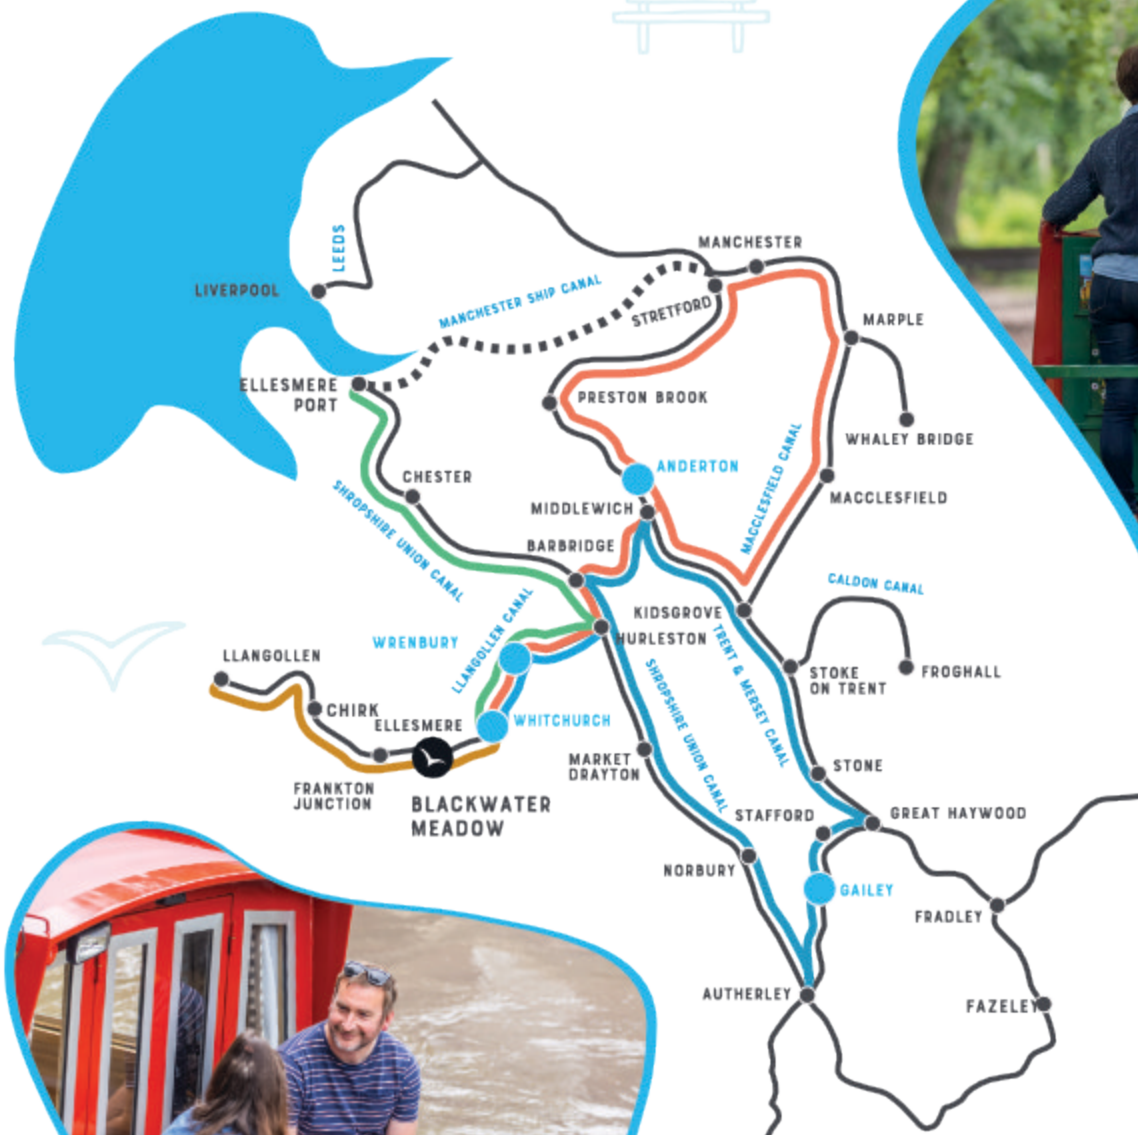 MANCHESTER
LEEDS
LIVERPOOL
MANCHESTER SHIP CANAL
STRETFORD
MARPLE
ELLESMERE
PORT
PRESTON BROOK
WHALEY BRIDGE
ANDERTON
CHESTER
MACCLESFIELD CANAL
MACCLESFIELD
SHROPSHIRE UNION CANAL
MIDDLEWICH
BARBRIDGE
CALDON CANAL
LLANGOLLEN CANAL
KIDSGROVE
WRENBURY
HURLESTON
TRENT & MERSEY CANAL
LLANGOLLEN
STOKE
ON TRENT
FROGHALL
SHROPSHIRE UNION CANAL
CHIRK
ELLESMERE
WHITCHURCH
MARKET
DRAYTON
STONE
FRANKTON
JUNCTION
BLACKWATER
MEADOW
STAFFORD
GREAT HAYWOOD
NORBURY
GAILEY
FRADLEY
AUTHERLEY
FAZELEY